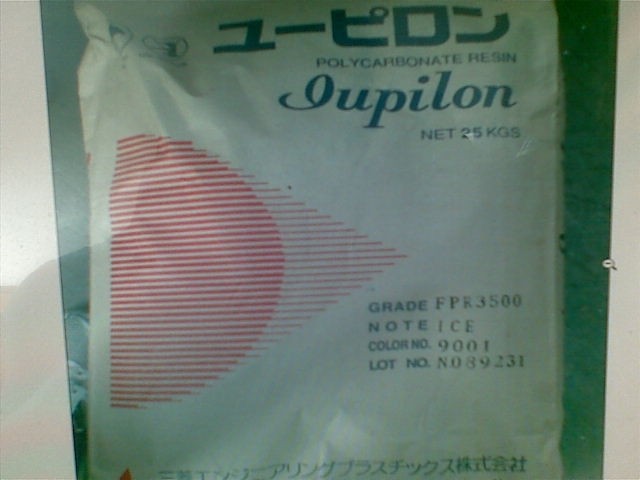 ユーピロン
POLYCARBONATE RESIN
Iupilon
NET 25 KGS
GRADE FPR3500
NOTE ICE
COLOR NO. 9001
LOT NO. N089231
三菱エンジニアリングプラスチックス株式会社